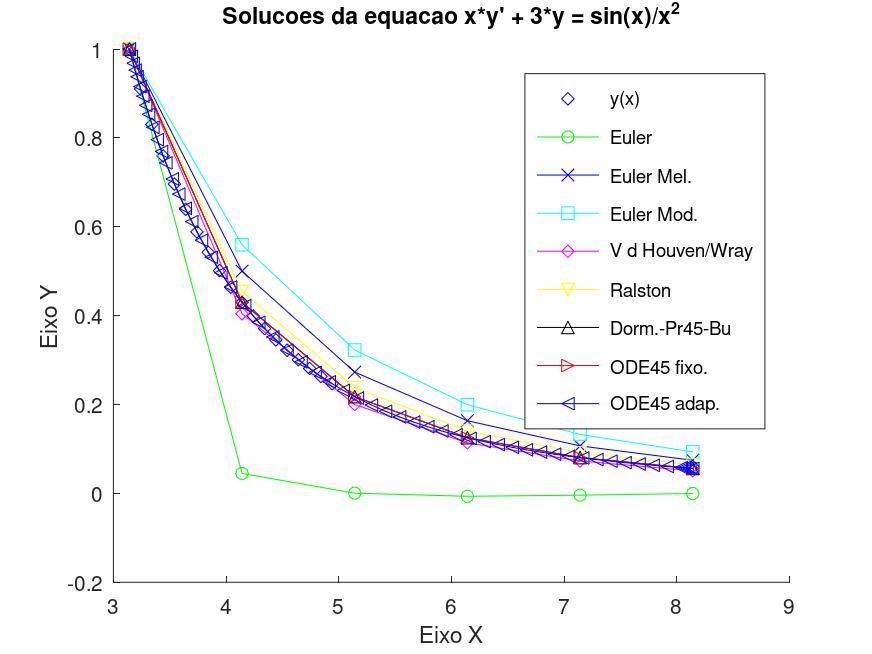 Solucoes da equacao x*y' + 3*y = sin(x)/x²
1
0.8
0.6
0.4
0.2
0
-0.2
Eixo Y
3 4 5 6 7 8 9
Eixo X
y(x)
Euler
Euler Mel.
Euler Mod.
V d Houven/Wray
Ralston
Dorm.-Pr45-Bu
ODE45 fixo.
ODE45 adap.